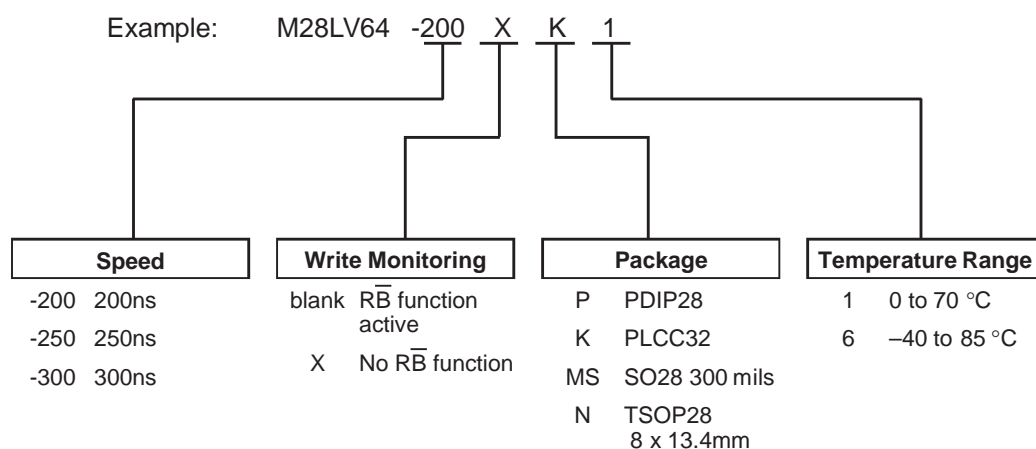 Example: M28LV64 -200 X K 1
Speed
-200 200ns
-250 250ns
-300 300ns
Write Monitoring
blank RB̅ function
active
X No RB̅ function
Package
P PDIP28
K PLCC32
MS SO28 300 mils
N TSOP28
8 x 13.4mm
Temperature Range
1 0 to 70 °C
6 –40 to 85 °C